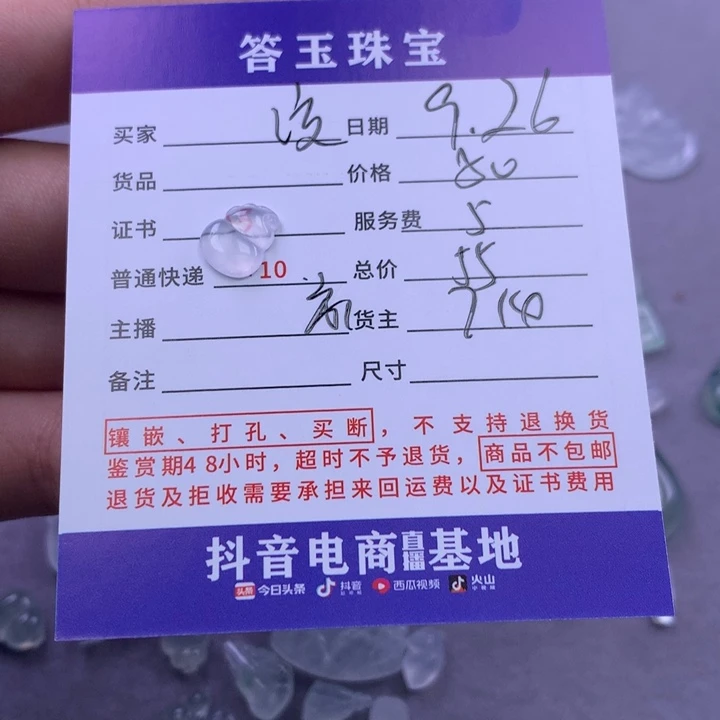 答玉珠宝
买家 日期 9.26
货品 价格
证书 服务费 5
普通快递 10 总价 55
主播 货主
备注 尺寸
镶嵌、打孔、买断，不支持退换货
鉴赏期48小时，超时不予退货，商品不包邮
退货及拒收需要承担来回运费以及证书费用
抖音电商直播基地
头条 今日头条 抖音 西瓜视频 火山